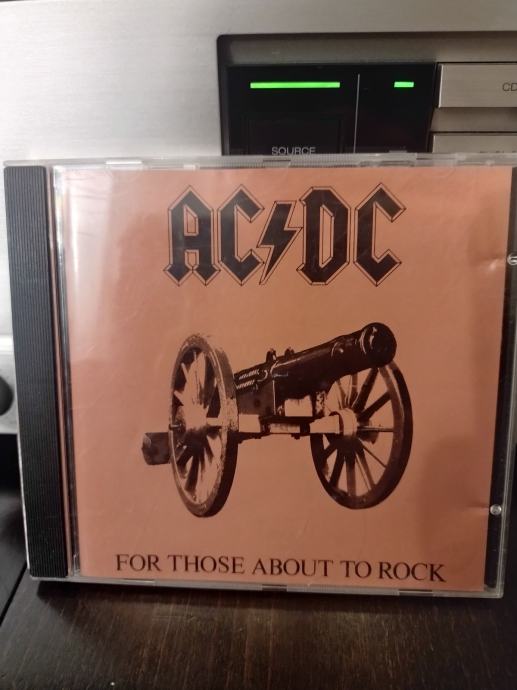 CD
SOURCE
AC⚡DC
FOR THOSE ABOUT TO ROCK